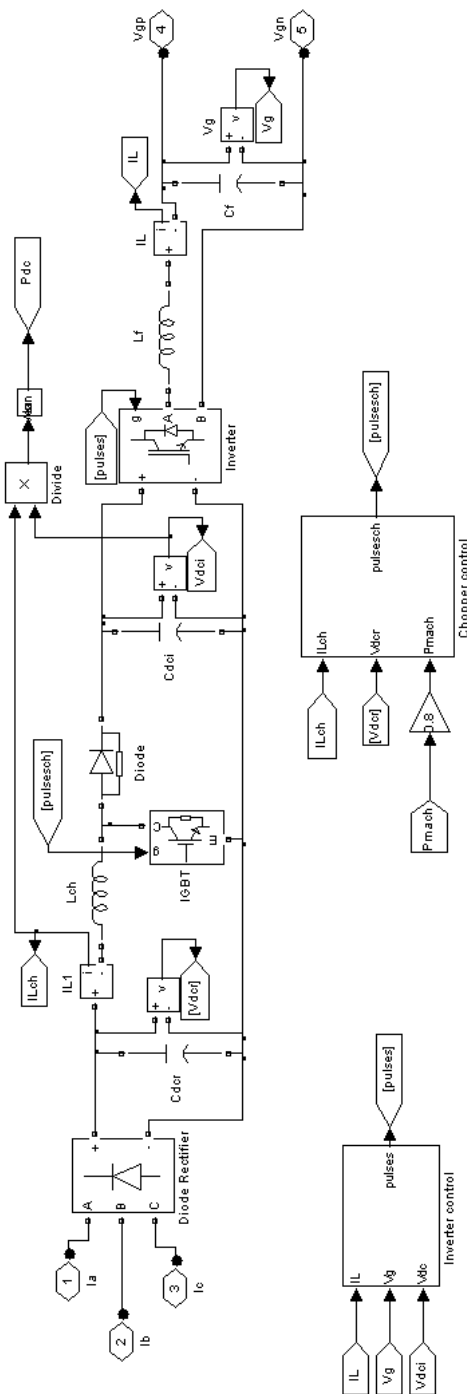 Pdc
Divide
ILch
[pulsesch]
[pulses]
IL
Vgp
4
IL1
i
+
-
Lch
Diode
Inverter
g
A
B
+
-
Lf
IL
i
+
-
Vg
v
+
-
Vg
Cf
Vgn
5
Diode Rectifier
A
B
C
+
-
1
Ia
2
Ib
3
Ic
Cdcr
v
+
-
[Vdcr]
IGBT
g
C
E
Cdci
v
+
-
Vdci
Inverter control
IL
Vg
Vdci
IL
Vg
Vdc
pulses
[pulses]
Chopper control
ILch
[Vdcr]
Pmach
0.8
ILch
Vdcr
Pmach
pulsesch
[pulsesch]